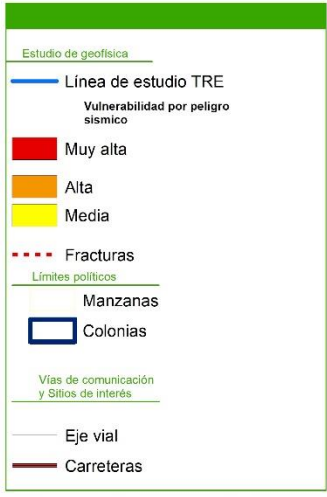 Estudio de geofísica
Línea de estudio TRE
Vulnerabilidad por peligro
sismico
Muy alta
Alta
Media
Fracturas
Límites políticos
Manzanas
Colonias
Vías de comunicación
y Sitios de interés
Eje vial
Carreteras